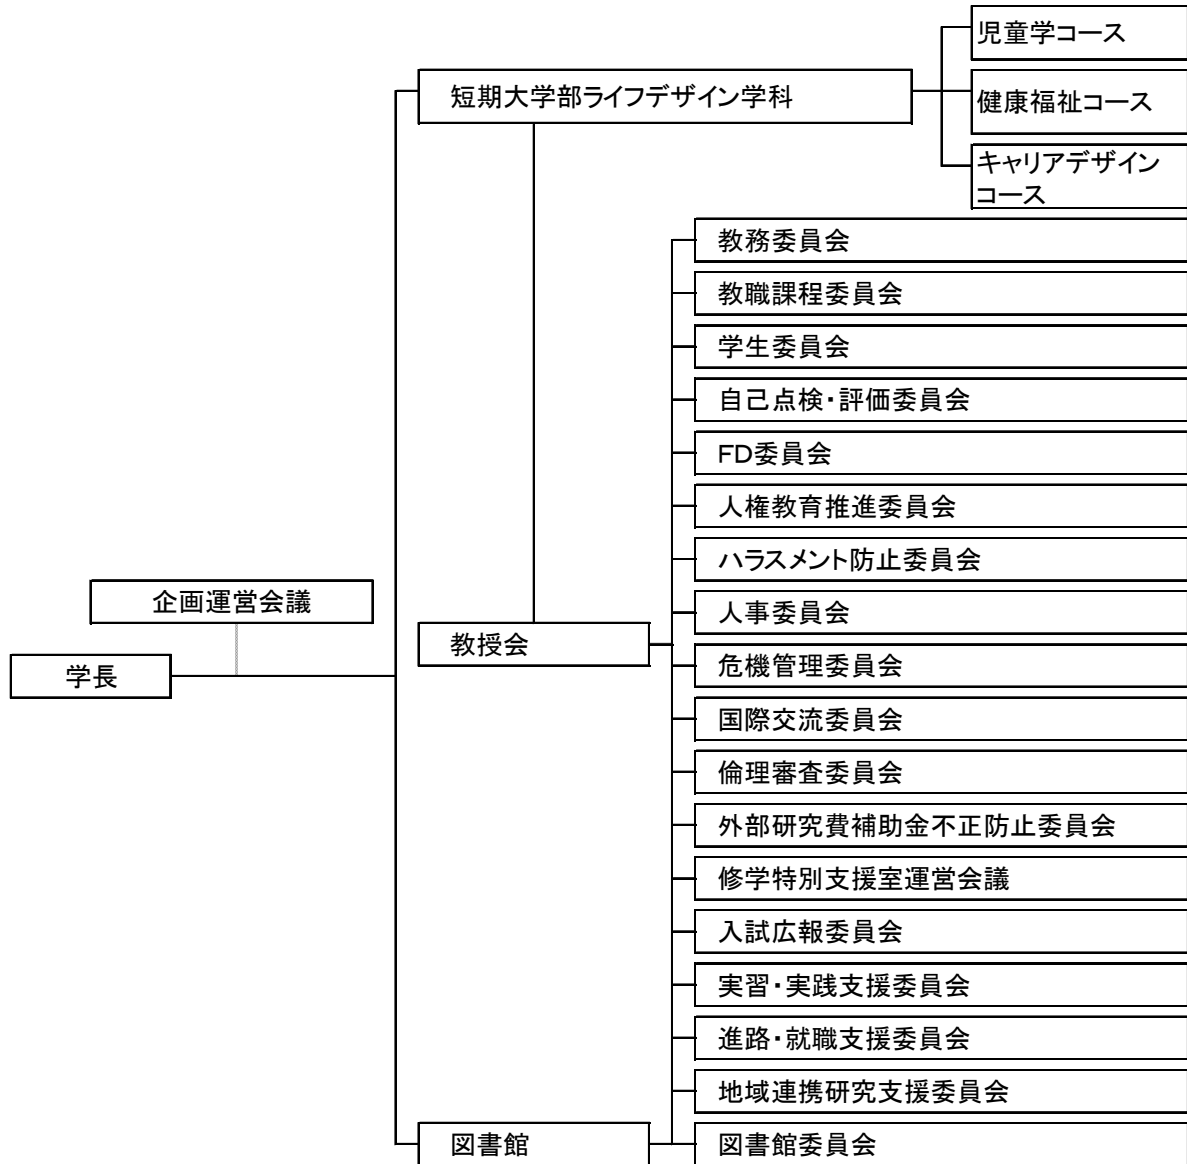 児童学コース
短期大学部ライフデザイン学科
健康福祉コース
キャリアデザイン
コース
教務委員会
教職課程委員会
学生委員会
自己点検・評価委員会
FD委員会
人権教育推進委員会
ハラスメント防止委員会
企画運営会議
人事委員会
教授会
学長
危機管理委員会
国際交流委員会
倫理審査委員会
外部研究費補助金不正防止委員会
修学特別支援室運営会議
入試広報委員会
実習・実践支援委員会
進路・就職支援委員会
地域連携研究支援委員会
図書館
図書館委員会